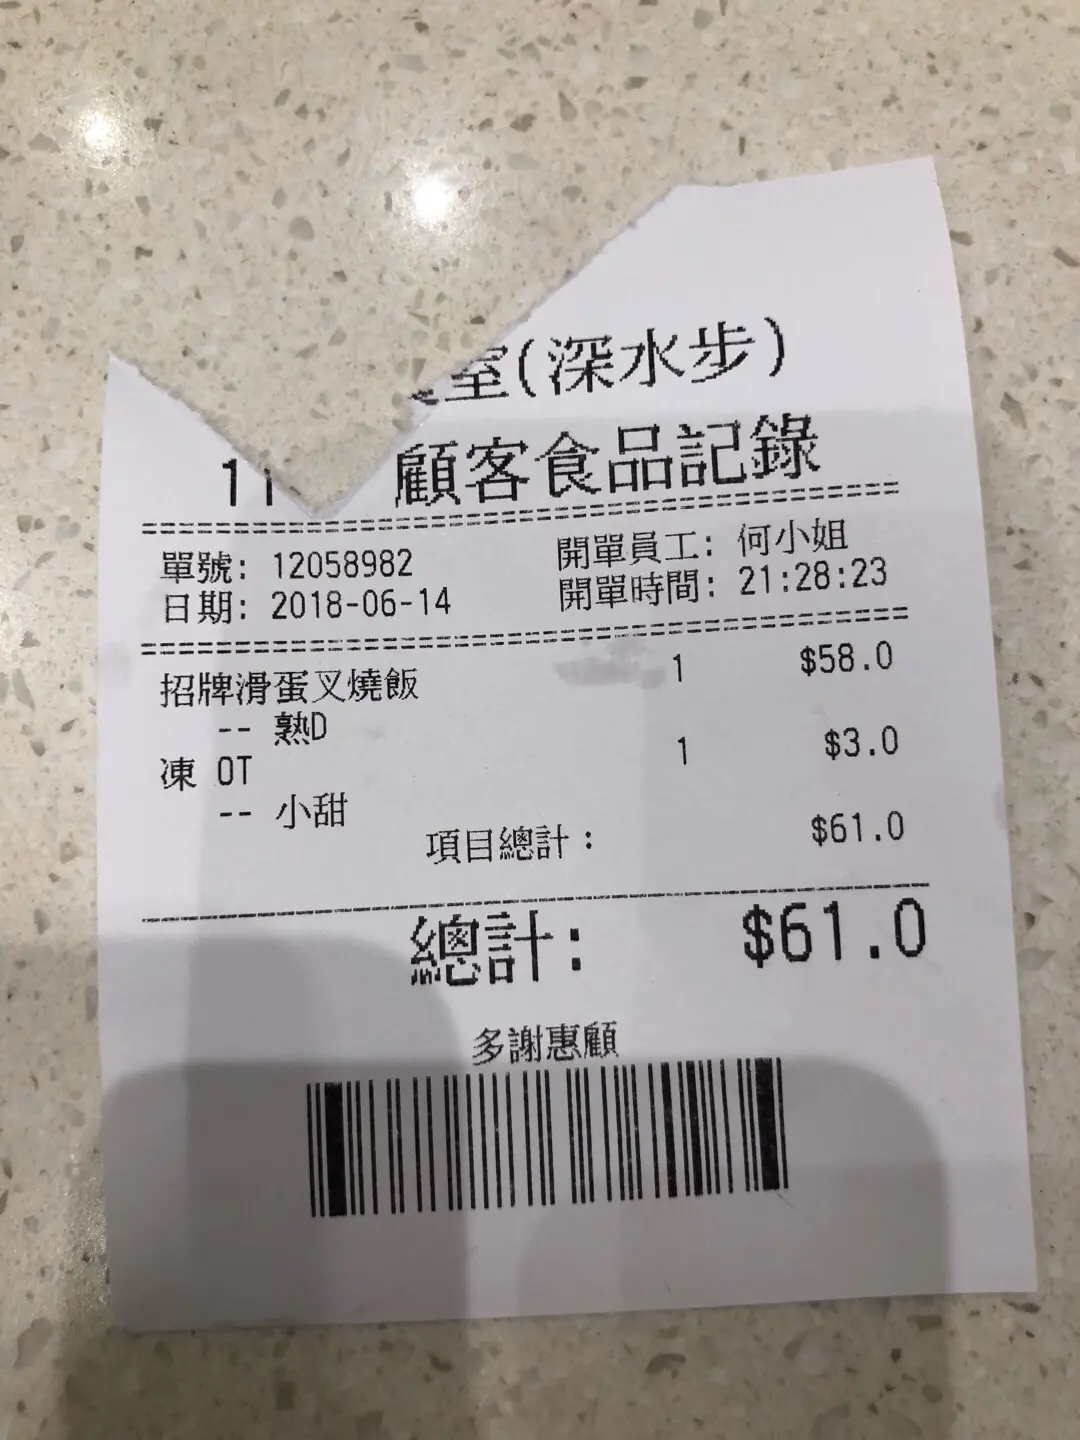 室(深水步)
11 顧客食品記錄
單號: 12058982 開單員工: 何小姐
日期: 2018-06-14 開單時間: 21:28:23
招牌滑蛋叉燒飯 1 $58.0
-- 熟D
凍 OT 1 $3.0
-- 小甜
項目總計: $61.0
總計: $61.0
多謝惠顧